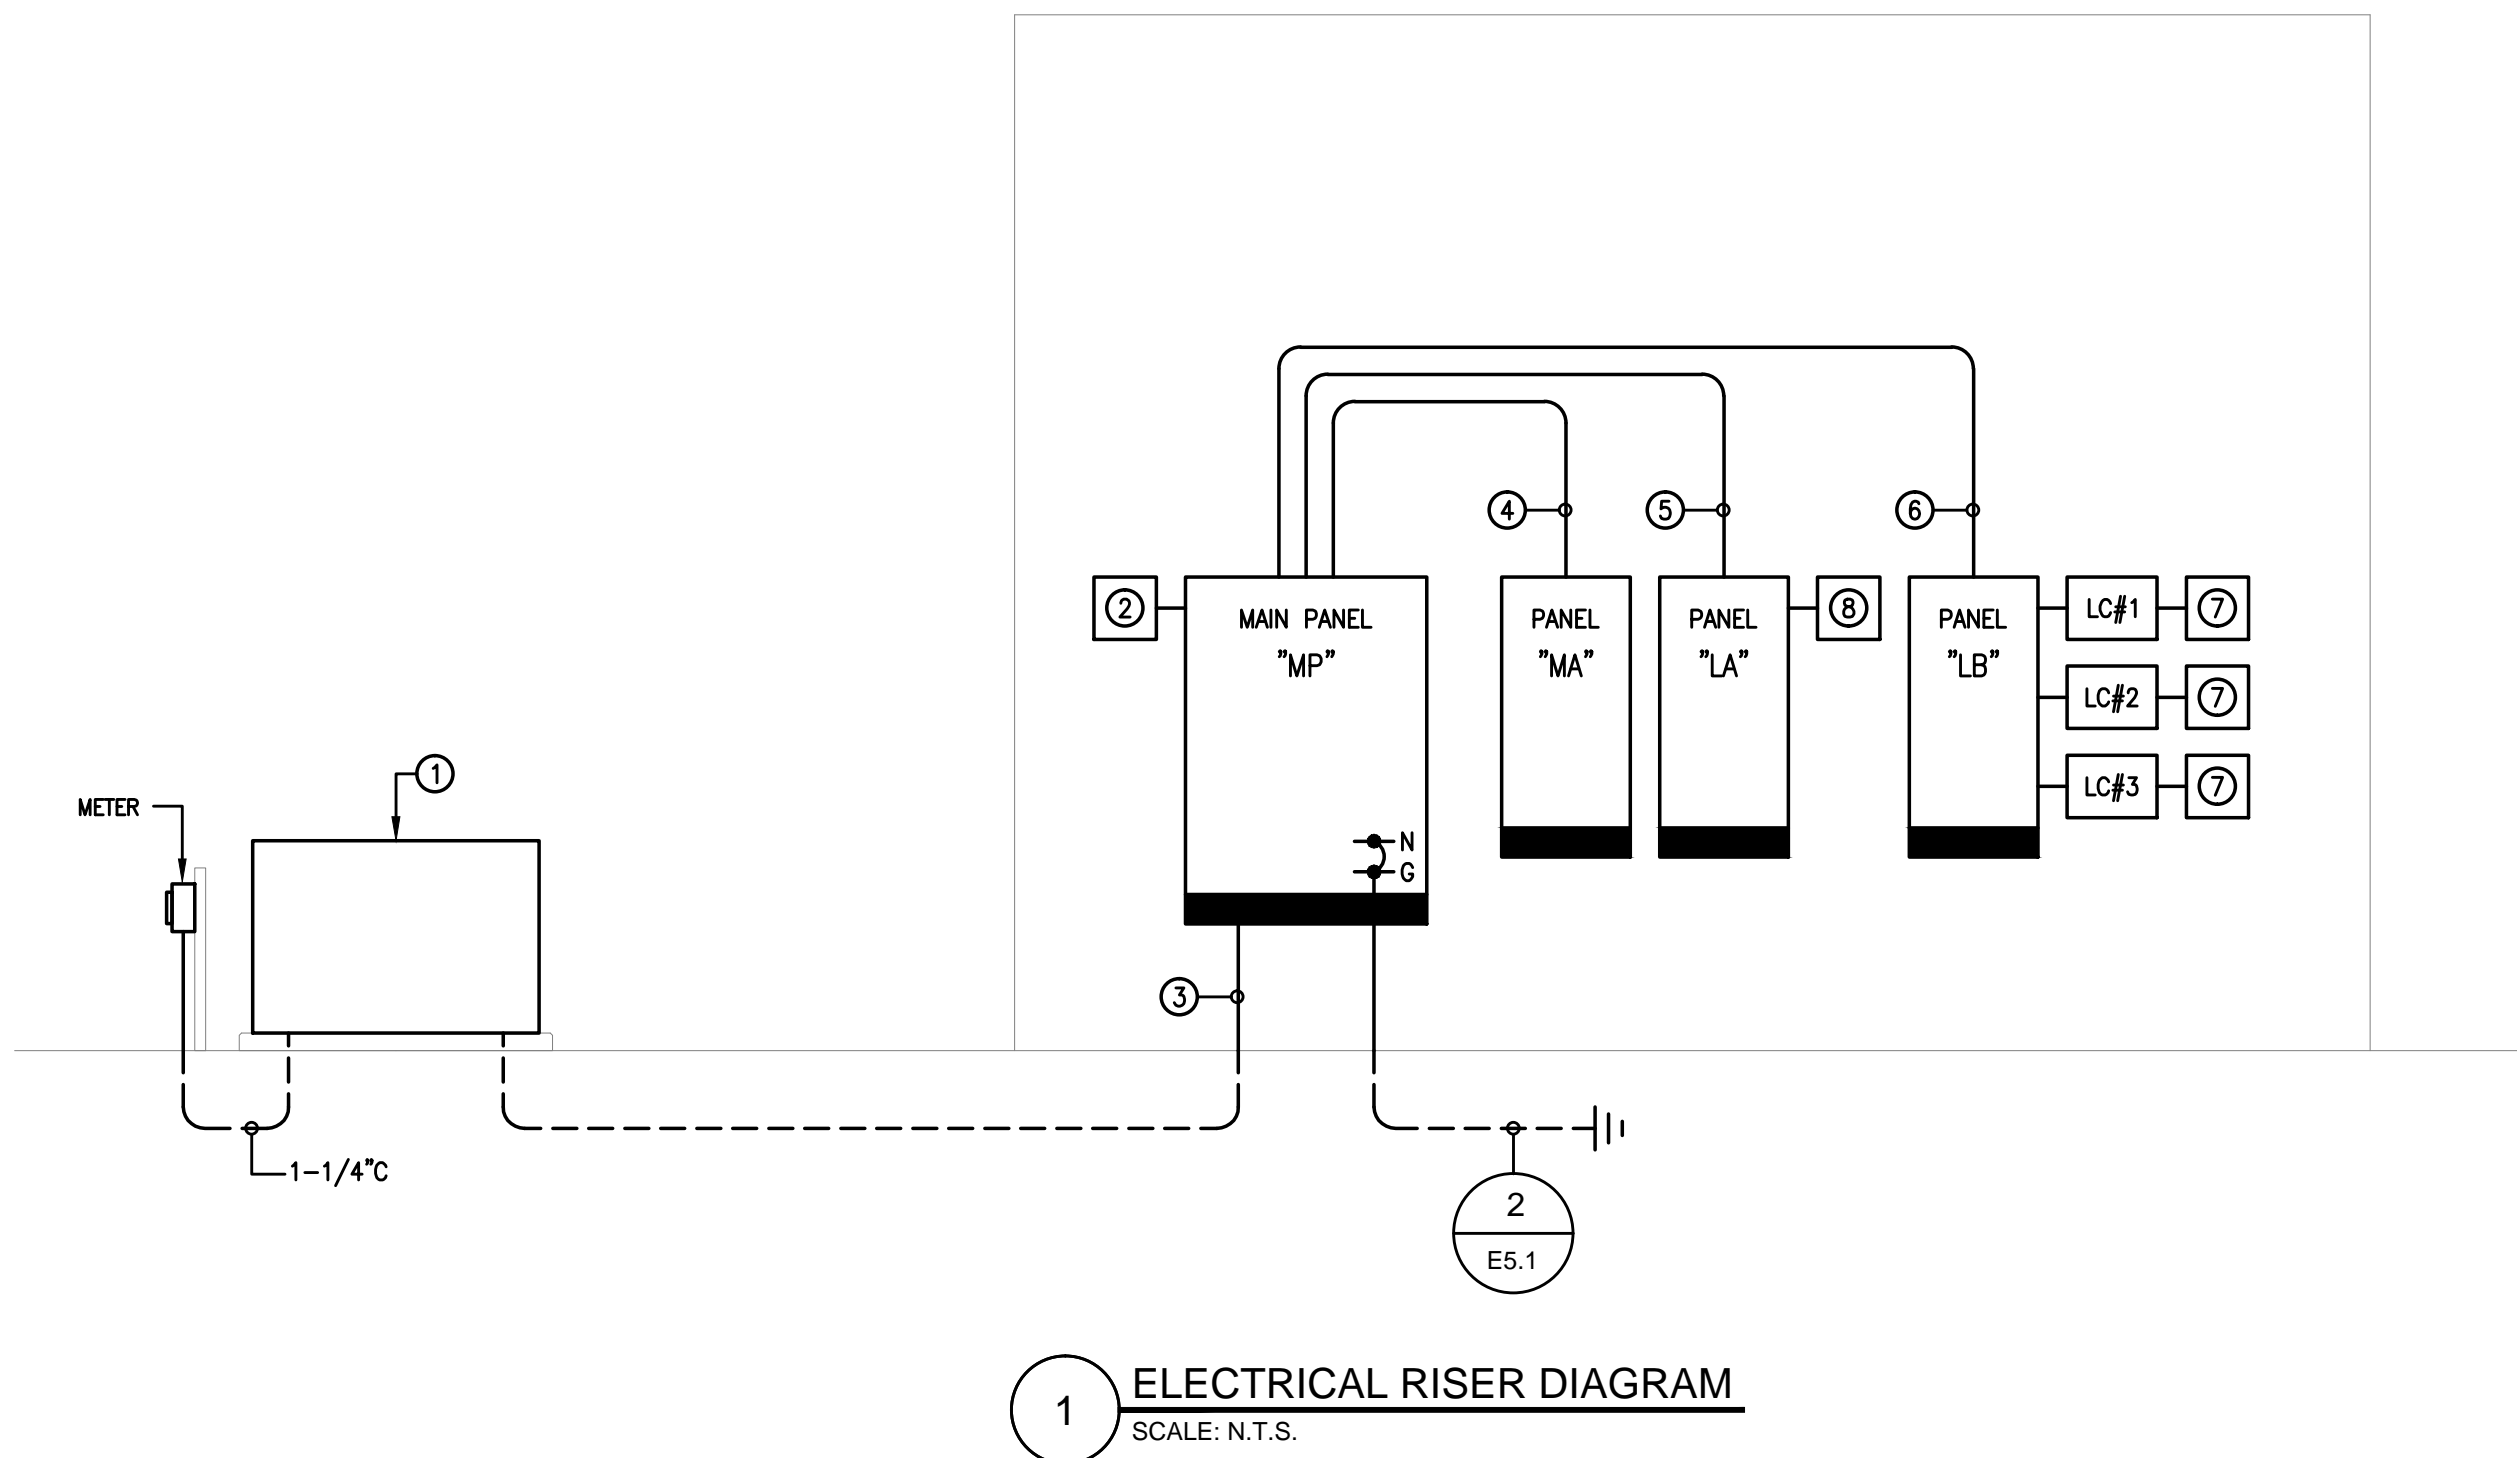 4
5
6
2
MAIN PANEL
"MP"
PANEL
"MA"
PANEL
"LA"
8
PANEL
"LB"
LC#1
7
LC#2
7
LC#3
7
1
METER
N
G
3
1-1/4"C
2
E5.1
1
ELECTRICAL RISER DIAGRAM
SCALE: N.T.S.